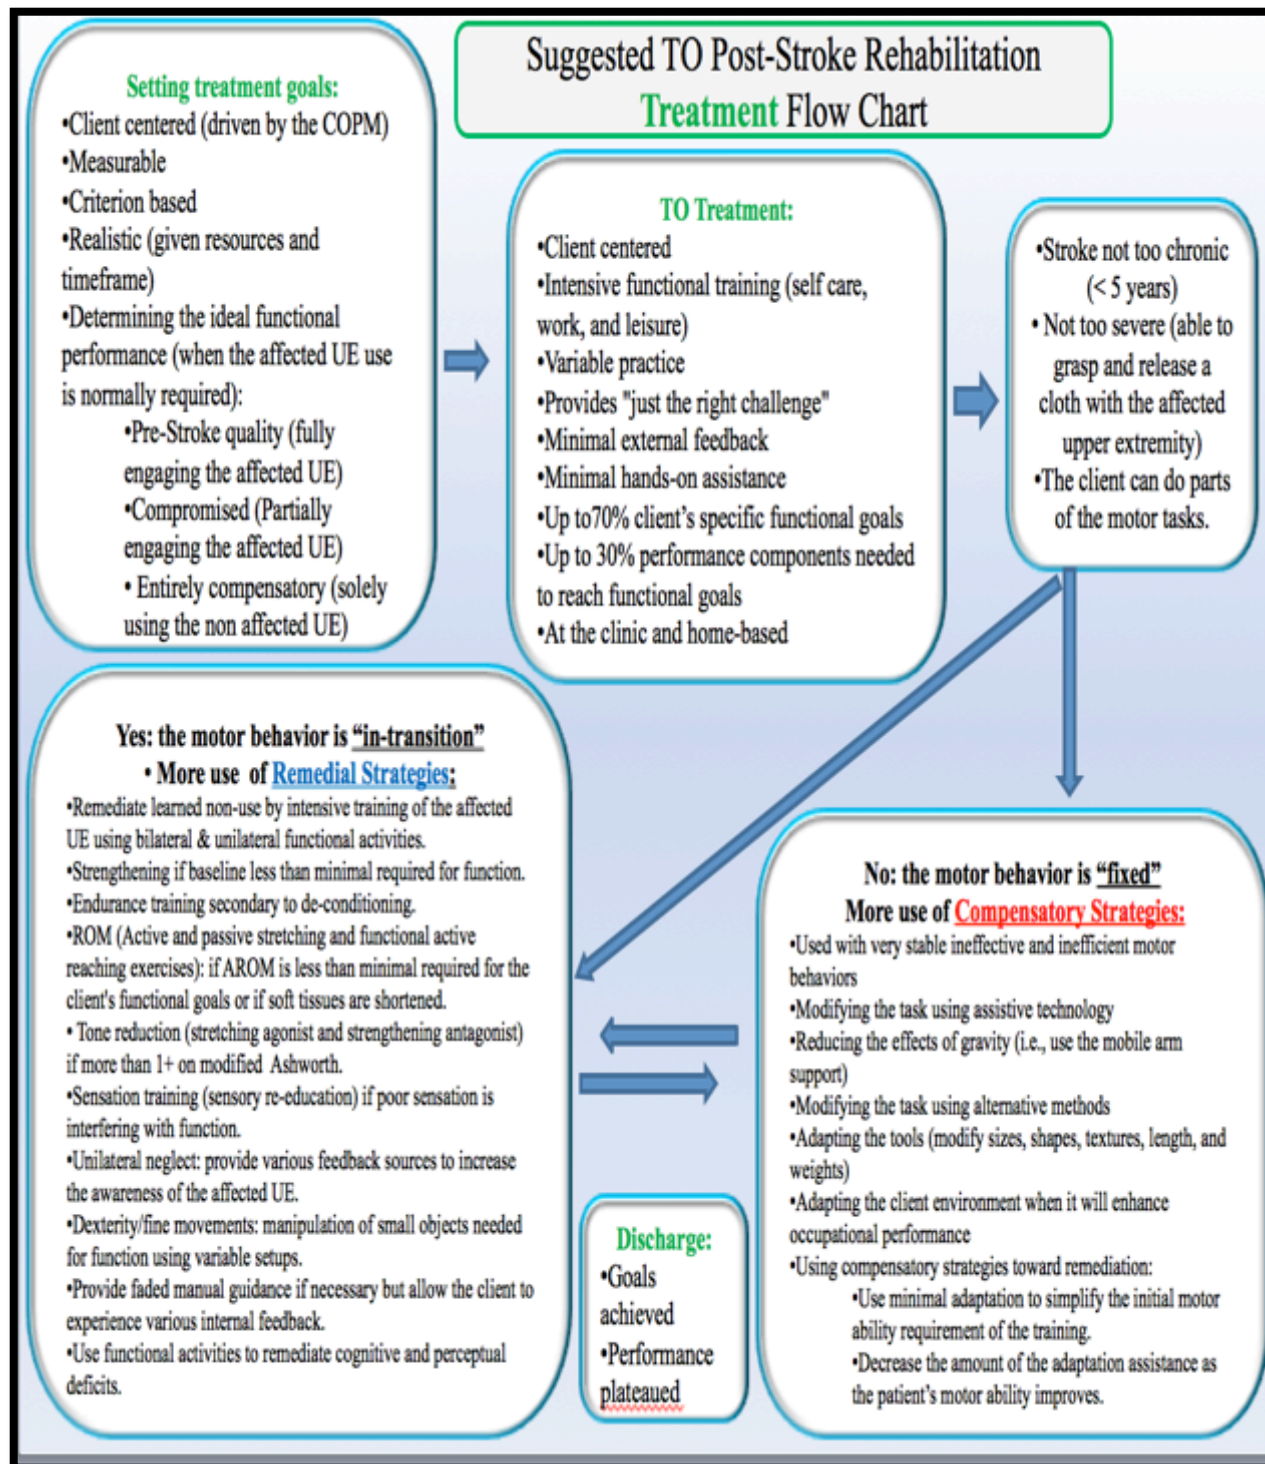 Suggested TO Post-Stroke Rehabilitation
Treatment Flow Chart
Setting treatment goals:
•Client centered (driven by the COPM)
•Measurable
•Criterion based
•Realistic (given resources and
timeframe)
•Determining the ideal functional
performance (when the affected UE use
is normally required):
•Pre-Stroke quality (fully
engaging the affected UE)
•Compromised (Partially
engaging the affected UE)
• Entirely compensatory (solely
using the non affected UE)
TO Treatment:
•Client centered
•Intensive functional training (self care,
work, and leisure)
•Variable practice
•Provides "just the right challenge"
•Minimal external feedback
•Minimal hands-on assistance
•Up to70% client's specific functional goals
•Up to 30% performance components needed
to reach functional goals
•At the clinic and home-based
•Stroke not too chronic
(< 5 years)
• Not too severe (able to
grasp and release a
cloth with the affected
upper extremity)
•The client can do parts
of the motor tasks.
Yes: the motor behavior is “in-transition”
• More use of Remedial Strategies:
•Remediate learned non-use by intensive training of the affected
UE using bilateral & unilateral functional activities.
•Strengthening if baseline less than minimal required for function.
•Endurance training secondary to de-conditioning.
•ROM (Active and passive stretching and functional active
reaching exercises): if AROM is less than minimal required for the
client's functional goals or if soft tissues are shortened.
• Tone reduction (stretching agonist and strengthening antagonist)
if more than 1+ on modified Ashworth.
•Sensation training (sensory re-education) if poor sensation is
interfering with function.
•Unilateral neglect: provide various feedback sources to increase
the awareness of the affected UE.
•Dexterity/fine movements: manipulation of small objects needed
for function using variable setups.
•Provide faded manual guidance if necessary but allow the client to
experience various internal feedback.
•Use functional activities to remediate cognitive and perceptual
deficits.
No: the motor behavior is “fixed”
More use of Compensatory Strategies:
•Used with very stable ineffective and inefficient motor
behaviors
•Modifying the task using assistive technology
•Reducing the effects of gravity (i.e., use the mobile arm
support)
•Modifying the task using alternative methods
•Adapting the tools (modify sizes, shapes, textures, length, and
weights)
•Adapting the client environment when it will enhance
occupational performance
•Using compensatory strategies toward remediation:
•Use minimal adaptation to simplify the initial motor
ability requirement of the training.
•Decrease the amount of the adaptation assistance as
the patient's motor ability improves.
Discharge:
•Goals
achieved
•Performance
plateaued